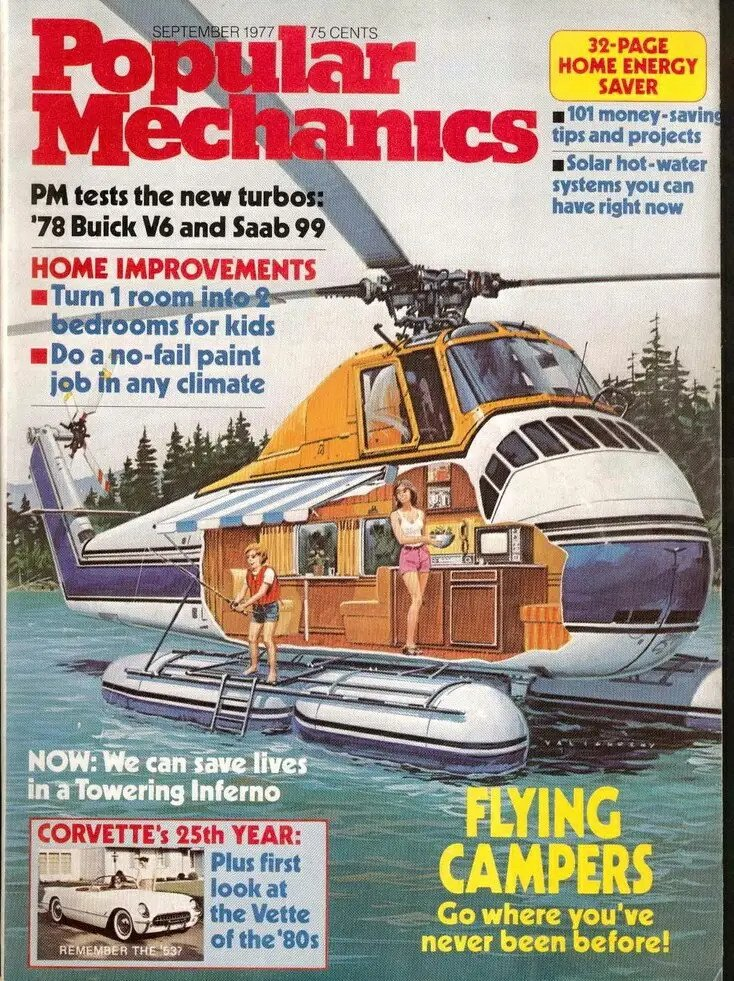 SEPTEMBER 1977 75 CENTS
Popular
Mechanics
32-PAGE
HOME ENERGY
SAVER
■ 101 money-saving
tips and projects
■ Solar hot-water
systems you can
have right now
PM tests the new turbos:
'78 Buick V6 and Saab 99
HOME IMPROVEMENTS
■ Turn 1 room into 2
bedrooms for kids
■ Do a no-fail paint
job in any climate
NOW: We can save lives
in a Towering Inferno
CORVETTE's 25th YEAR:
Plus first
look at
the Vette
of the '80s
REMEMBER THE '53?
FLYING
CAMPERS
Go where you've
never been before!